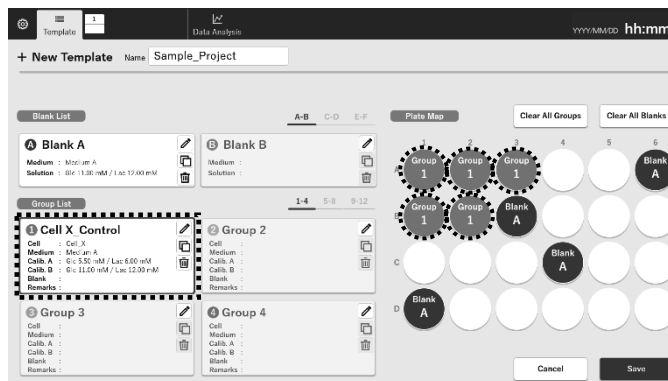 Template
1
Data Analysis
YYYY/MM/DD hh:mm
+ New Template Name Sample_Project
Blank List
A-B C-D E-F
A Blank A
Medium : Medium A
Solution : Glc 11.00 mM / Lac 12.00 mM
B Blank B
Medium :
Solution :
Group List
1-4 5-8 9-12
1 Cell X_Control
Cell : Cell_X
Medium : Medium A
Calib. A : Glc 5.50 mM / Lac 6.00 mM
Calib. B : Glc 11.00 mM / Lac 12.00 mM
Blank :
Remarks :
2 Group 2
Cell :
Medium :
Calib. A :
Calib. B :
Blank :
Remarks :
3 Group 3
Cell :
Medium :
Calib. A :
Calib. B :
Blank :
Remarks :
4 Group 4
Cell :
Medium :
Calib. A :
Calib. B :
Blank :
Remarks :
Plate Map
Clear All Groups
Clear All Blanks
1 2 3 4 5 6
A
Group 1
Group 1
Group 1
Blank A
B
Group 1
Group 1
Blank A
C
Blank A
D
Blank A
Cancel
Save